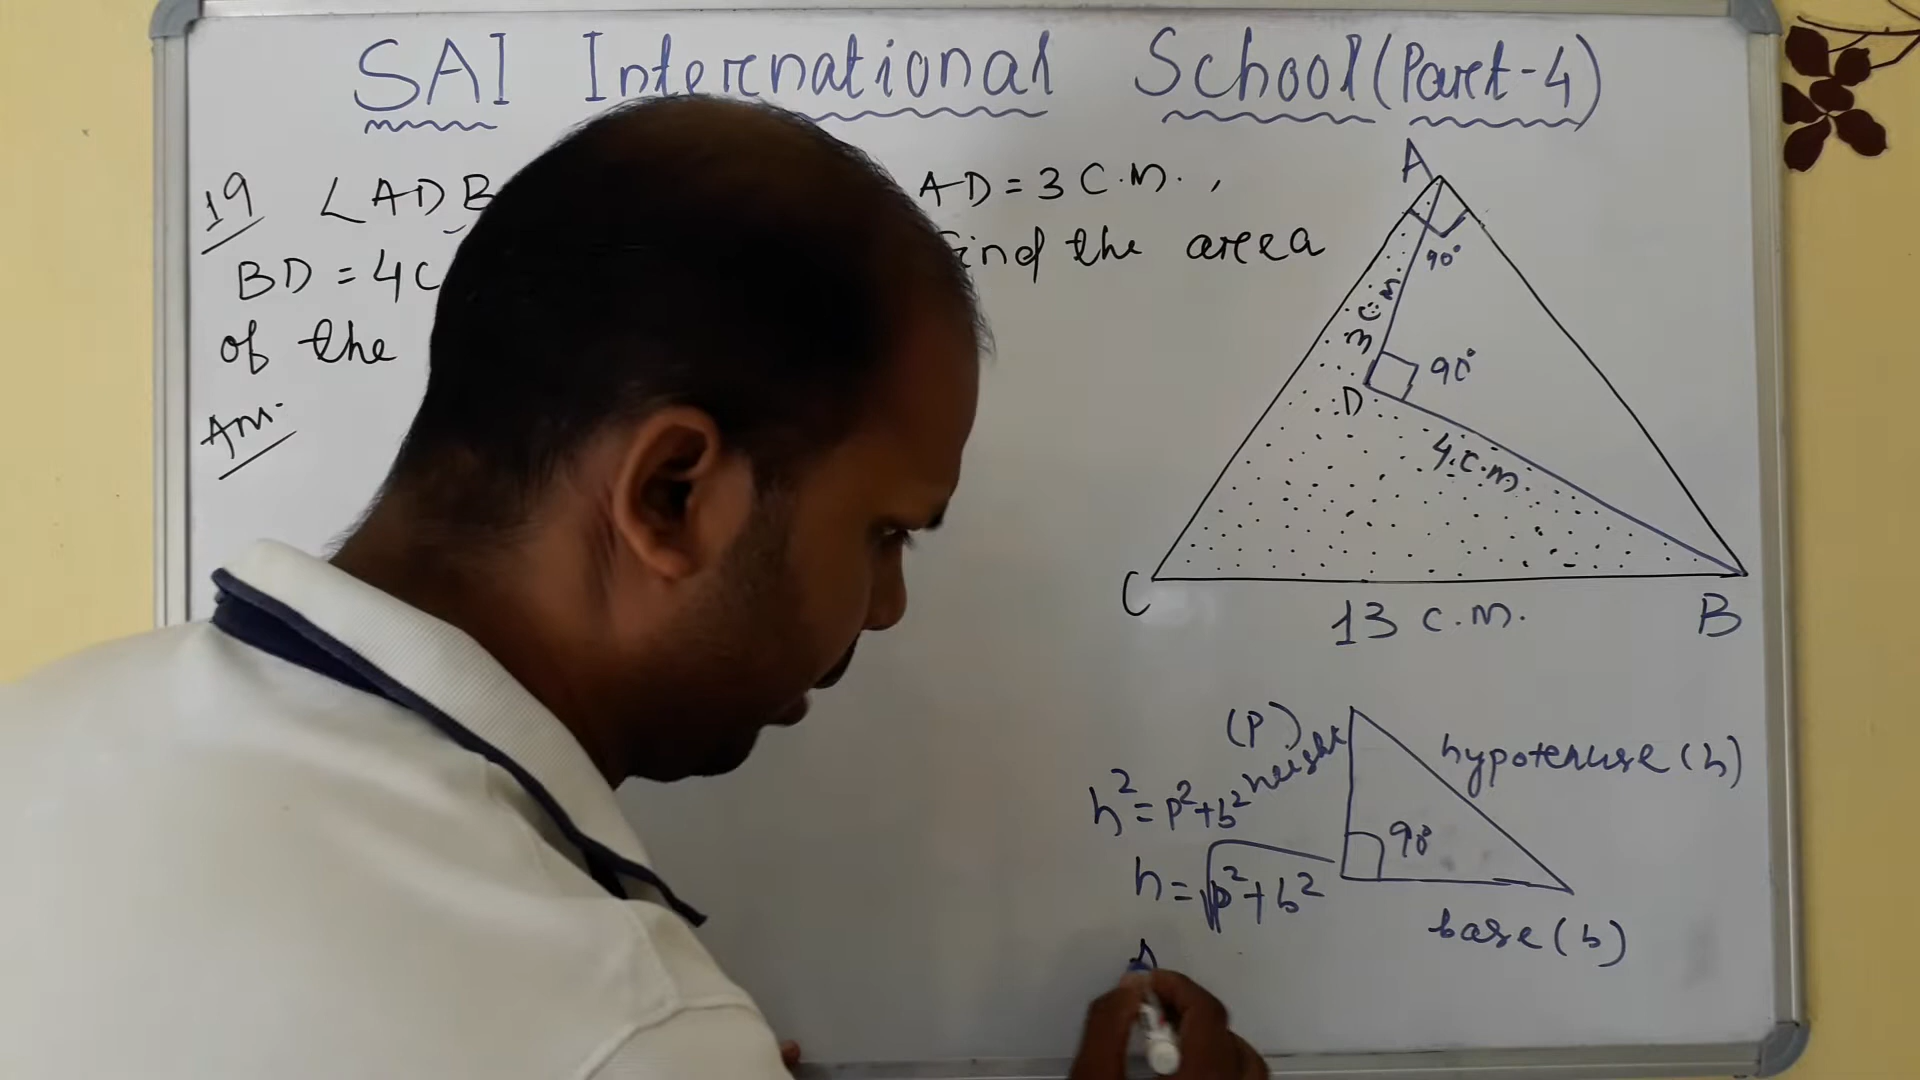 SAI International School (Part-4)
19 ∠ADB AD = 3 C.M. ,
BD = 4C find the area
of the
Ans.
A
90°
3 C.M.
90°
D
4.C.M
C
13 C.M.
B
(P)
height
hypotenuse (h)
h² = p²+b²
90°
h = √p²+b²
base (b)